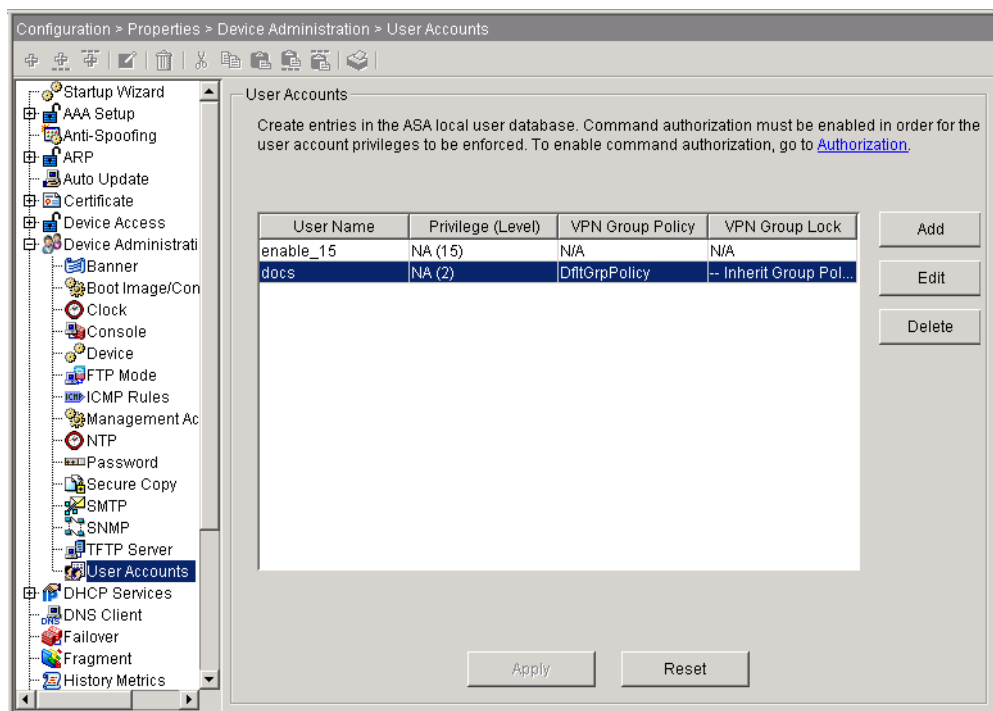 Configuration > Properties > Device Administration > User Accounts
Startup Wizard
AAA Setup
Anti-Spoofing
ARP
Auto Update
Certificate
Device Access
Device Administrati
Banner
Boot Image/Con
Clock
Console
Device
FTP Mode
ICMP ICMP Rules
Management Ac
NTP
Password
Secure Copy
SMTP
SNMP
TFTP Server
User Accounts
DHCP Services
DNS DNS Client
Failover
Fragment
History Metrics
User Accounts
Create entries in the ASA local user database. Command authorization must be enabled in order for the
user account privileges to be enforced. To enable command authorization, go to Authorization.
User Name Privilege (Level) VPN Group Policy VPN Group Lock
enable_15 NA (15) N/A N/A
docs NA (2) DfltGrpPolicy -- Inherit Group Pol...
Add
Edit
Delete
Apply Reset